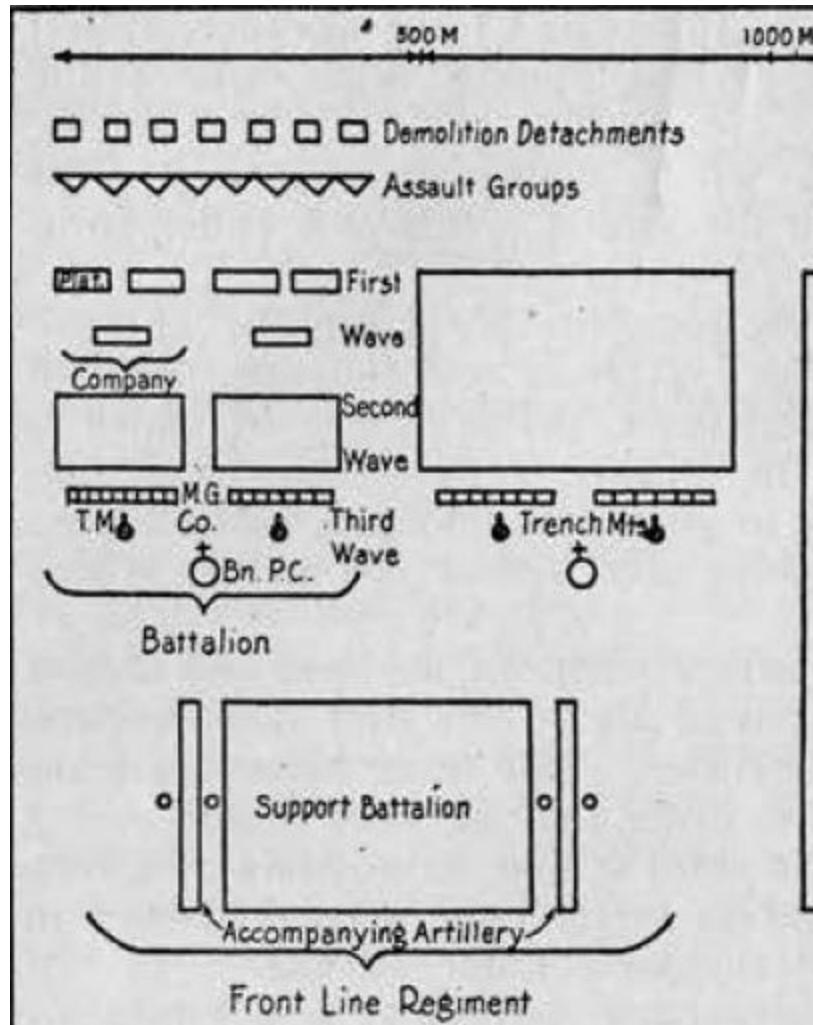 500 M 1000 M
Demolition Detachments
Assault Groups
Plat. First
Wave
Company
Second
Wave
M.G.
T.M. Co. Third Trench Mts.
Wave
Bn. P.C.
Battalion
Support Battalion
Accompanying Artillery
Front Line Regiment